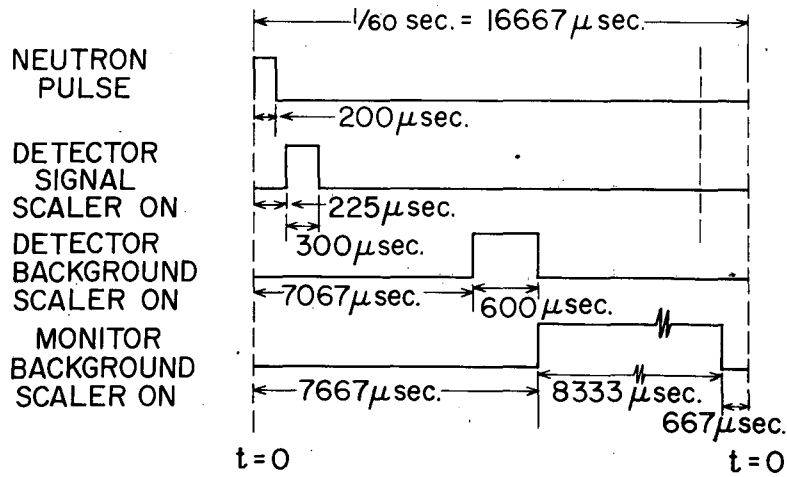 1/60 sec. = 16667 μsec.
NEUTRON
PULSE
200 μsec.
DETECTOR
SIGNAL
SCALER ON
225 μsec.
300 μsec.
DETECTOR
BACKGROUND
SCALER ON
7067 μsec.
600 μsec.
MONITOR
BACKGROUND
SCALER ON
7667 μsec.
8333 μsec.
667 μsec.
t=0
t=0